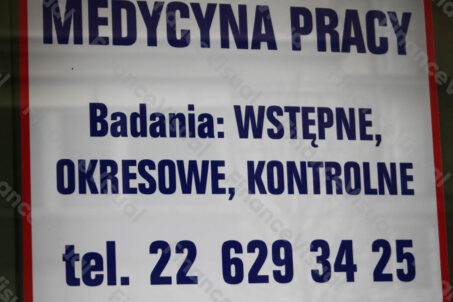 MEDYCYNA PRACY
Badania: WSTĘPNE,
OKRESOWE, KONTROLNE
tel. 22 629 34 25